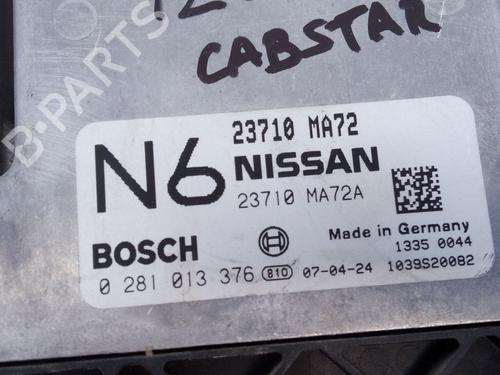 B-PARTS
CABSTAR
23710 MA72
N6 NISSAN
23710 MA72A
BOSCH
Made in Germany
1335 0044
0 281 013 376 810 07-04-24 1039S20082